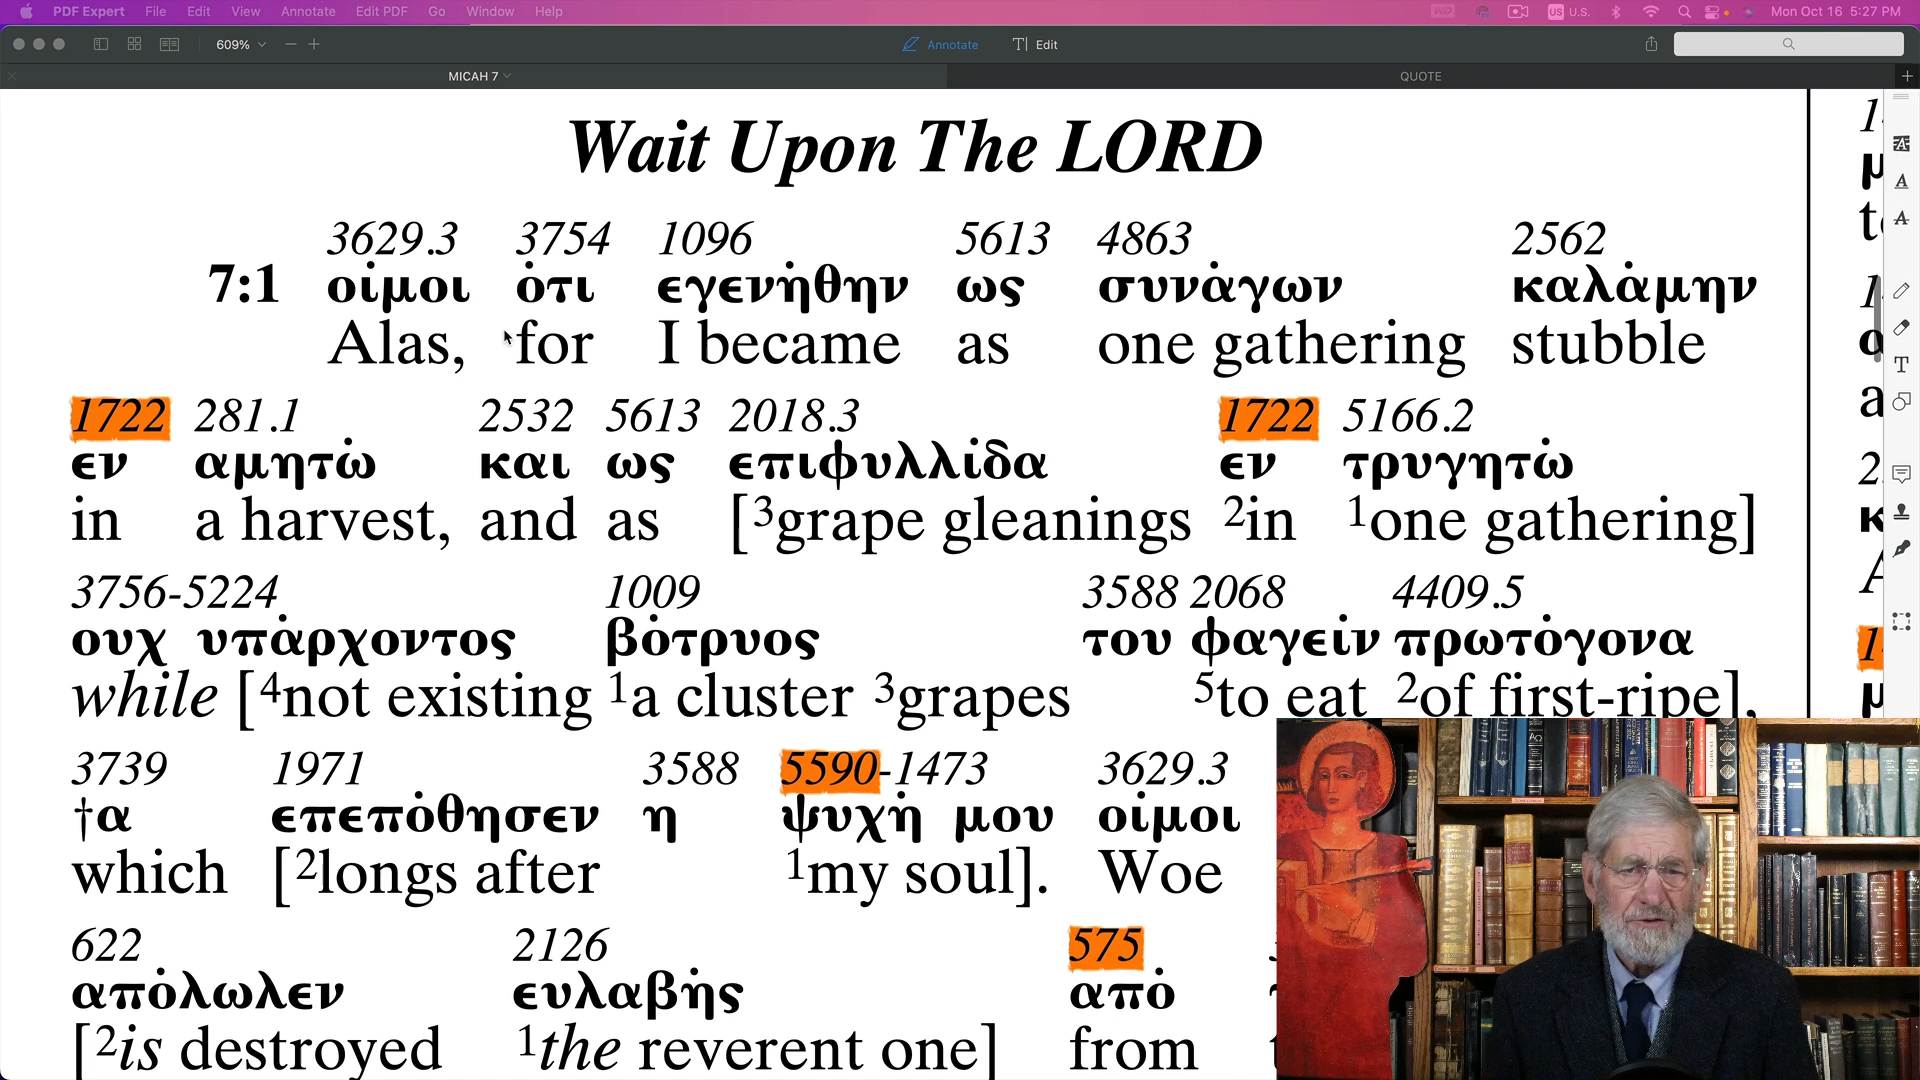 PDF Expert File Edit View Annotate Edit PDF Go Window Help U.S. Mon Oct 16 5:27 PM
609% Annotate Edit
MICAH 7 QUOTE
Wait Upon The LORD
3629.3 3754 1096 5613 4863 2562
7:1 οίμοι ότι εγενήθην ως συνάγων καλάμην
Alas, for I became as one gathering stubble
1722 281.1 2532 5613 2018.3 1722 5166.2
εν αμητώ και ως επιφυλλίδα εν τρυγητώ
in a harvest, and as [³grape gleanings ²in ¹one gathering]
3756-5224 1009 3588 2068 4409.5
ουχ υπάρχοντος βότρυος του φαγείν πρωτόγονα
while [⁴not existing ¹a cluster ³grapes ⁵to eat ²of first-ripe],
3739 1971 3588 5590-1473 3629.3
†α επεπόθησεν η ψυχή μου οίμοι
which [²longs after ¹my soul]. Woe
622 2126 575
απόλωλεν ευλαβής από
[²is destroyed ¹the reverent one] from